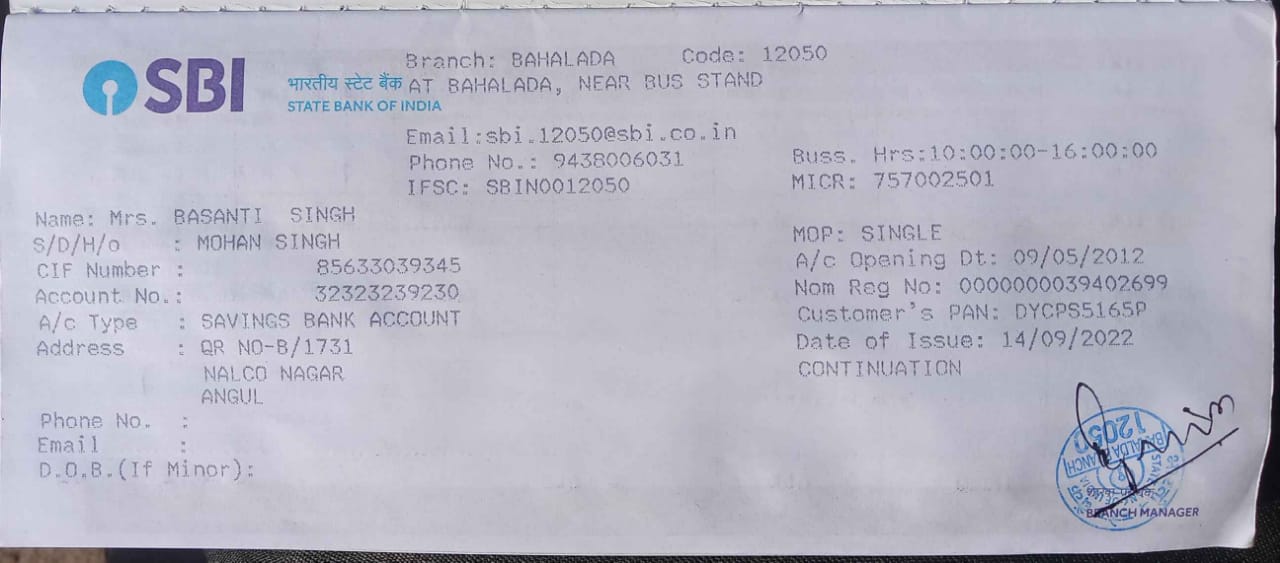 SBI
भारतीय स्टेट बैंक
STATE BANK OF INDIA
Branch: BAHALADA Code: 12050
AT BAHALADA, NEAR BUS STAND
Email:sbi.12050@sbi.co.in
Phone No.: 9438006031
IFSC: SBIN0012050
Buss. Hrs:10:00:00-16:00:00
MICR: 757002501
Name: Mrs. BASANTI SINGH
S/D/H/o : MOHAN SINGH
CIF Number : 85633039345
Account No.: 32323239230
A/c Type : SAVINGS BANK ACCOUNT
Address : QR NO-B/1731
NALCO NAGAR
ANGUL
Phone No. :
Email :
D.O.B.(If Minor):
MOP: SINGLE
A/c Opening Dt: 09/05/2012
Nom Reg No: 0000000039402699
Customer's PAN: DYCPS5165P
Date of Issue: 14/09/2022
CONTINUATION
12050
BRANCH MANAGER